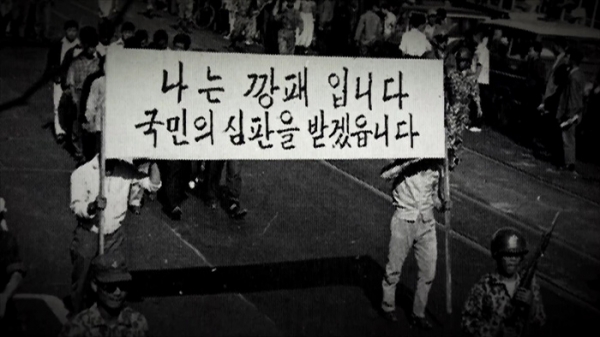 나는 깡패 입니다
국민의 심판을 받겠읍니다